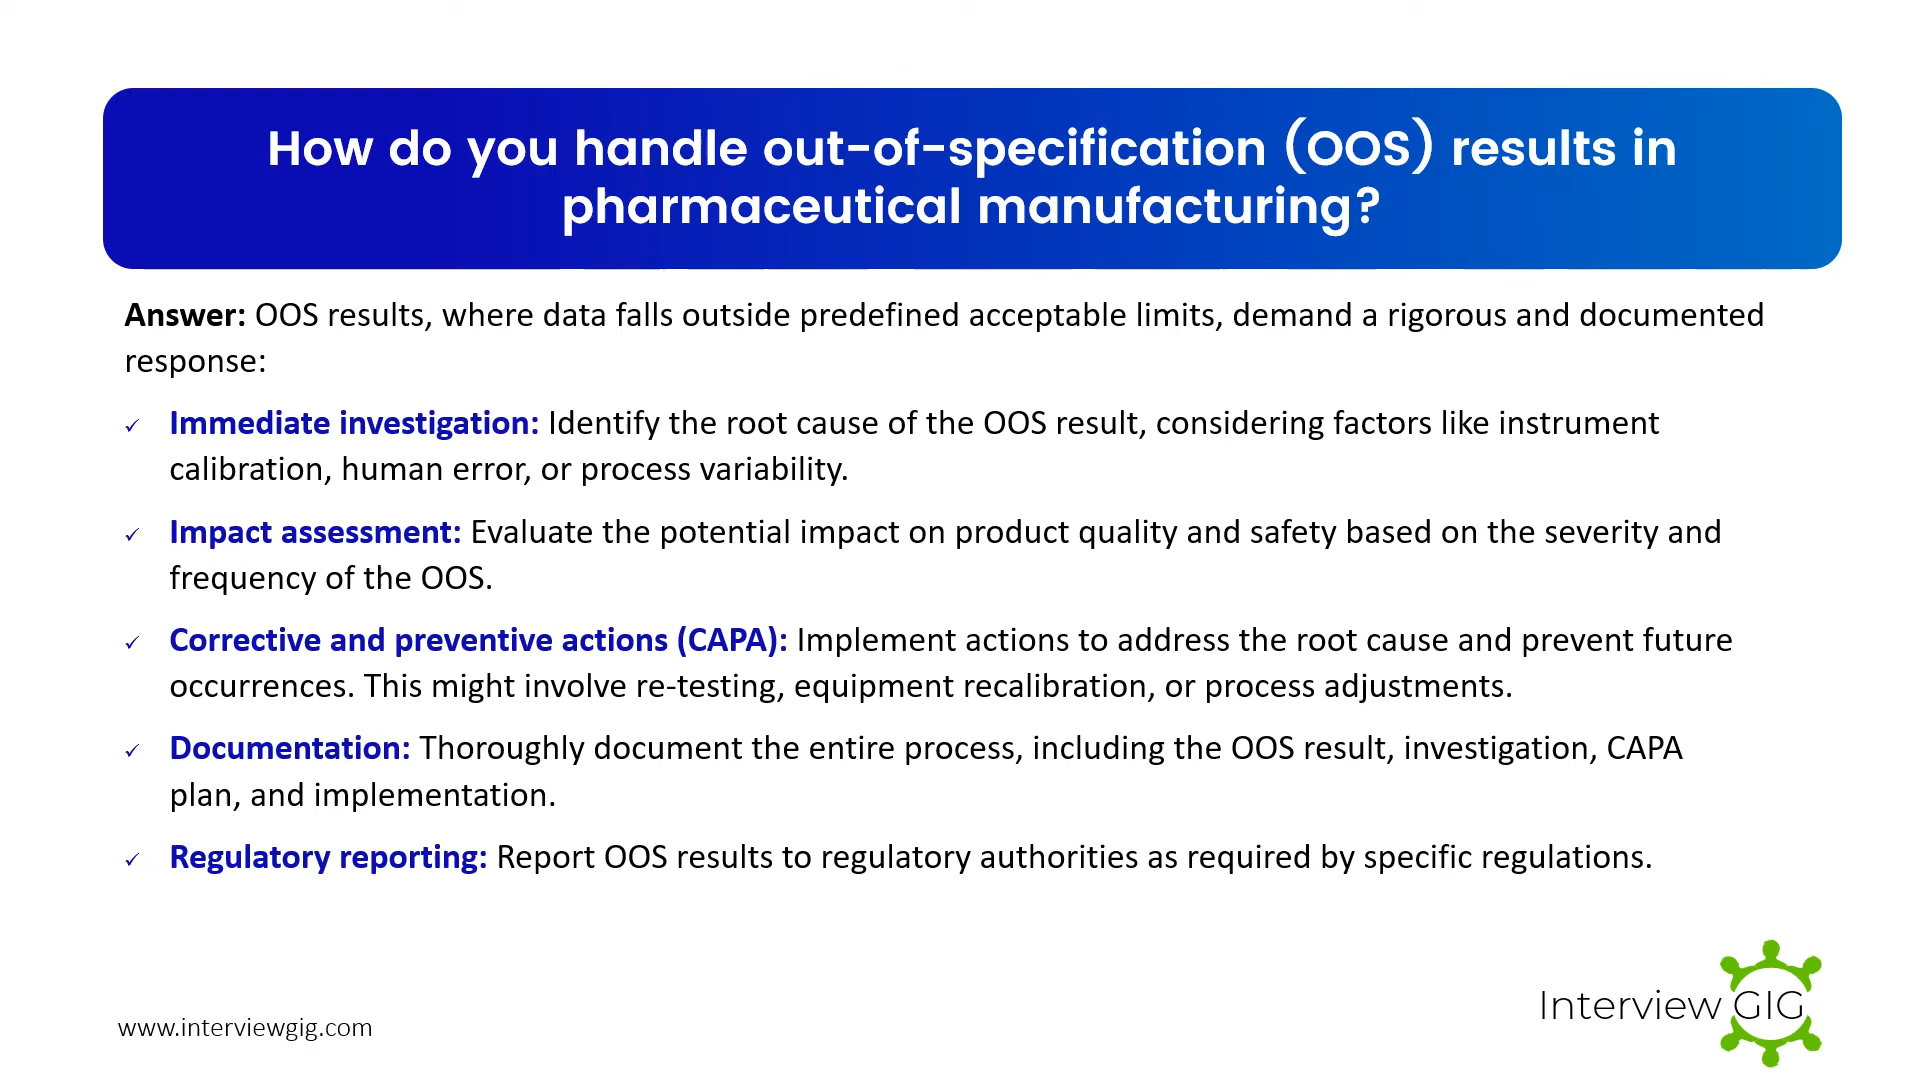 How do you handle out-of-specification (OOS) results in
pharmaceutical manufacturing?
Answer: OOS results, where data falls outside predefined acceptable limits, demand a rigorous and documented
response:
✓ Immediate investigation: Identify the root cause of the OOS result, considering factors like instrument
calibration, human error, or process variability.
✓ Impact assessment: Evaluate the potential impact on product quality and safety based on the severity and
frequency of the OOS.
✓ Corrective and preventive actions (CAPA): Implement actions to address the root cause and prevent future
occurrences. This might involve re-testing, equipment recalibration, or process adjustments.
✓ Documentation: Thoroughly document the entire process, including the OOS result, investigation, CAPA
plan, and implementation.
✓ Regulatory reporting: Report OOS results to regulatory authorities as required by specific regulations.
Interview GIG
www.interviewgig.com